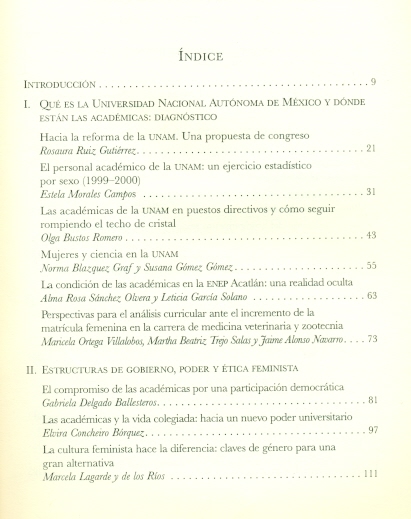 ÍNDICE
INTRODUCCIÓN . . . . . . . . . . . . . . . . . . . . . . . . . . . . . . . . . . . . . . . . . . . . 9
I. QUÉ ES LA UNIVERSIDAD NACIONAL AUTÓNOMA DE MÉXICO Y DÓNDE
ESTÁN LAS ACADÉMICAS: DIAGNÓSTICO
Hacia la reforma de la UNAM. Una propuesta de congreso
Rosaura Ruiz Gutiérrez. . . . . . . . . . . . . . . . . . . . . . . . . . . . . . . . . . . . . 21
El personal académico de la UNAM: un ejercicio estadístico
por sexo (1999–2000)
Estela Morales Campos . . . . . . . . . . . . . . . . . . . . . . . . . . . . . . . . . . . . 31
Las académicas de la UNAM en puestos directivos y cómo seguir
rompiendo el techo de cristal
Olga Bustos Romero . . . . . . . . . . . . . . . . . . . . . . . . . . . . . . . . . . . . . . . 43
Mujeres y ciencia en la UNAM
Norma Blazquez Graf y Susana Gómez Gómez. . . . . . . . . . . . . . . . . . . . . 55
La condición de las académicas en la ENEP Acatlán: una realidad oculta
Alma Rosa Sánchez Olvera y Leticia García Solano . . . . . . . . . . . . . . . . . . 63
Perspectivas para el análisis curricular ante el incremento de la
matrícula femenina en la carrera de medicina veterinaria y zootecnia
Maricela Ortega Villalobos, Martha Beatriz Trejo Salas y Jaime Alonso Navarro. . . . 73
II. ESTRUCTURAS DE GOBIERNO, PODER Y ÉTICA FEMINISTA
El compromiso de las académicas por una participación democrática
Gabriela Delgado Ballesteros. . . . . . . . . . . . . . . . . . . . . . . . . . . . . . . . . . 81
Las académicas y la vida colegiada: hacia un nuevo poder universitario
Elvira Concheiro Bórquez. . . . . . . . . . . . . . . . . . . . . . . . . . . . . . . . . . . . 97
La cultura feminista hace la diferencia: claves de género para una
gran alternativa
Marcela Lagarde y de los Ríos . . . . . . . . . . . . . . . . . . . . . . . . . . . . . . . 111